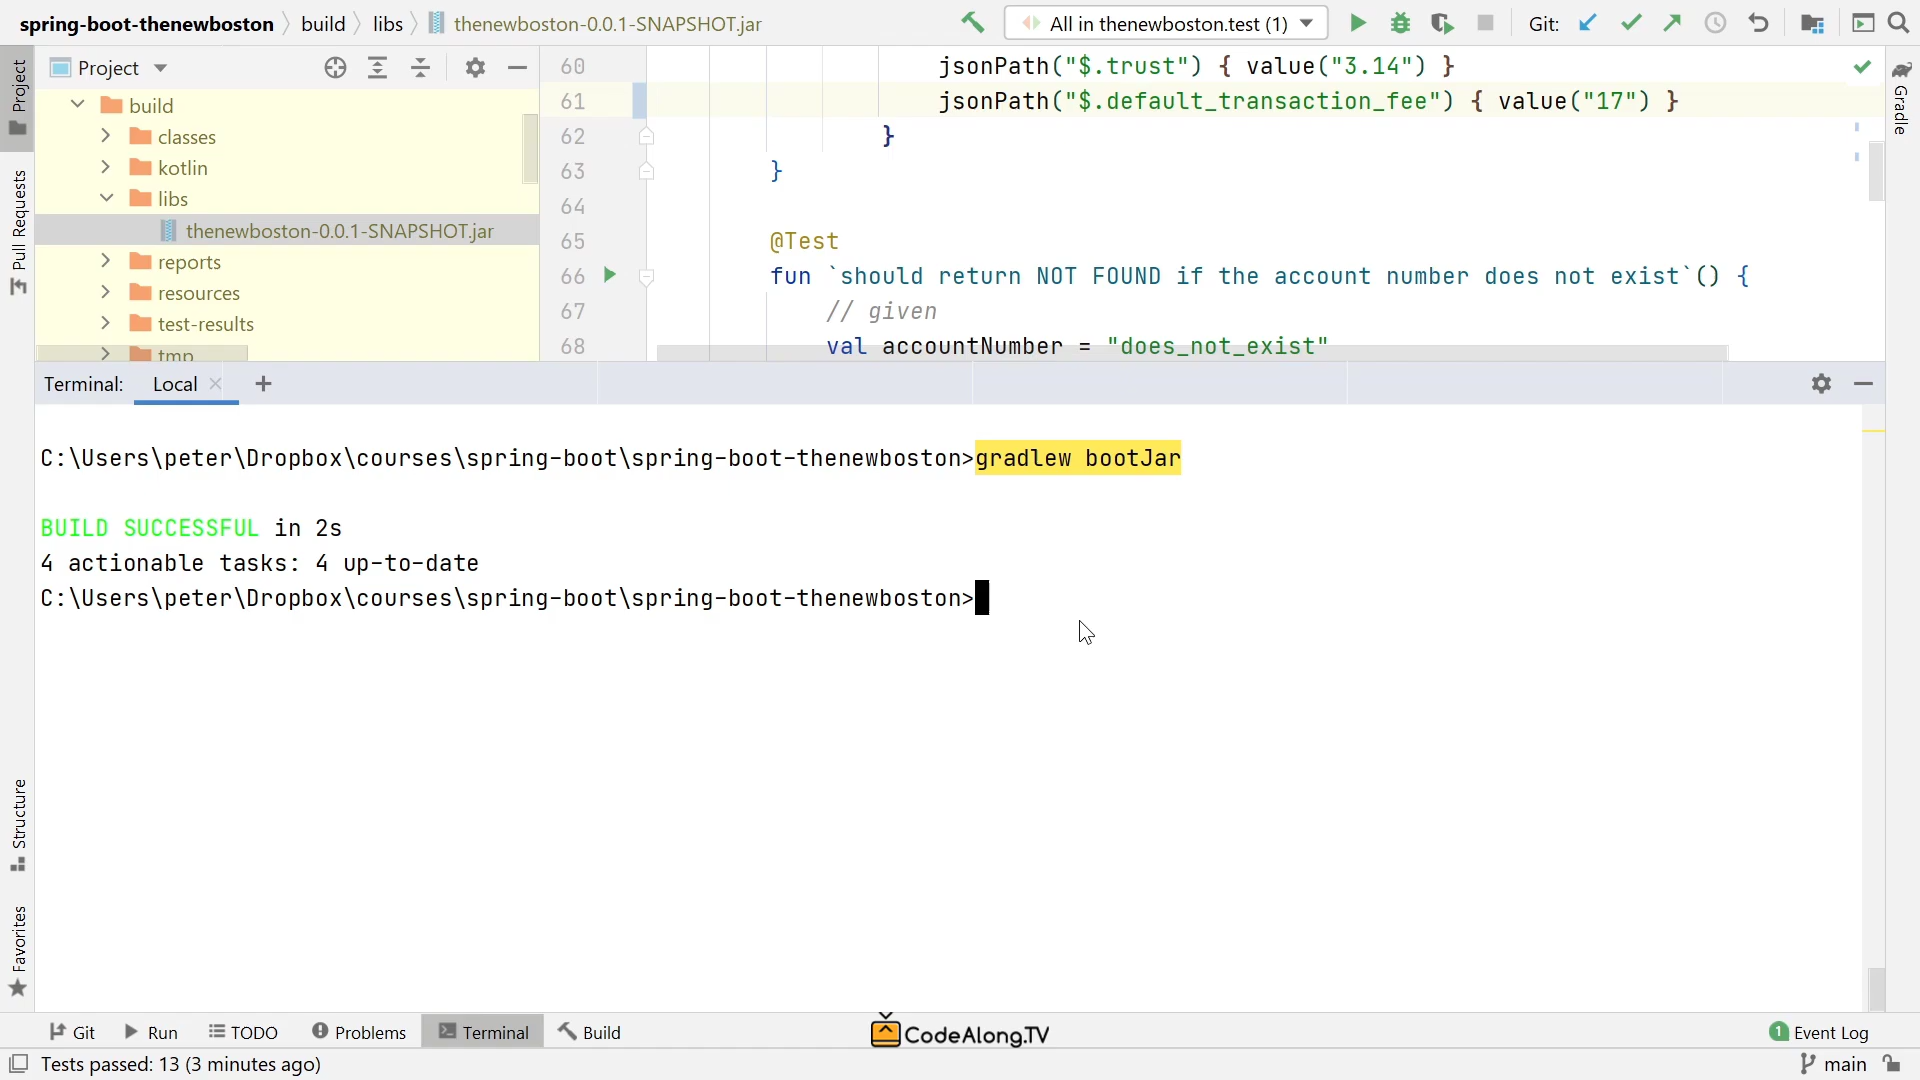 spring-boot-thenewboston build libs thenewboston-0.0.1-SNAPSHOT.jar
All in thenewboston.test (1)
Git:
Project
Pull Requests
Structure
Favorites
Project
build
classes
kotlin
libs
thenewboston-0.0.1-SNAPSHOT.jar
reports
resources
test-results
tmp
60 jsonPath("$.trust") { value("3.14") }
61 jsonPath("$.default_transaction_fee") { value("17") }
62 }
63 }
64
65 @Test
66 fun `should return NOT FOUND if the account number does not exist`() {
67 // given
68 val accountNumber = "does_not_exist"
Gradle
Terminal: Local
C:\Users\peter\Dropbox\courses\spring-boot\spring-boot-thenewboston>gradlew bootJar
BUILD SUCCESSFUL in 2s
4 actionable tasks: 4 up-to-date
C:\Users\peter\Dropbox\courses\spring-boot\spring-boot-thenewboston>
Git Run TODO Problems Terminal Build
CodeAlong.TV
1 Event Log
Tests passed: 13 (3 minutes ago)
main